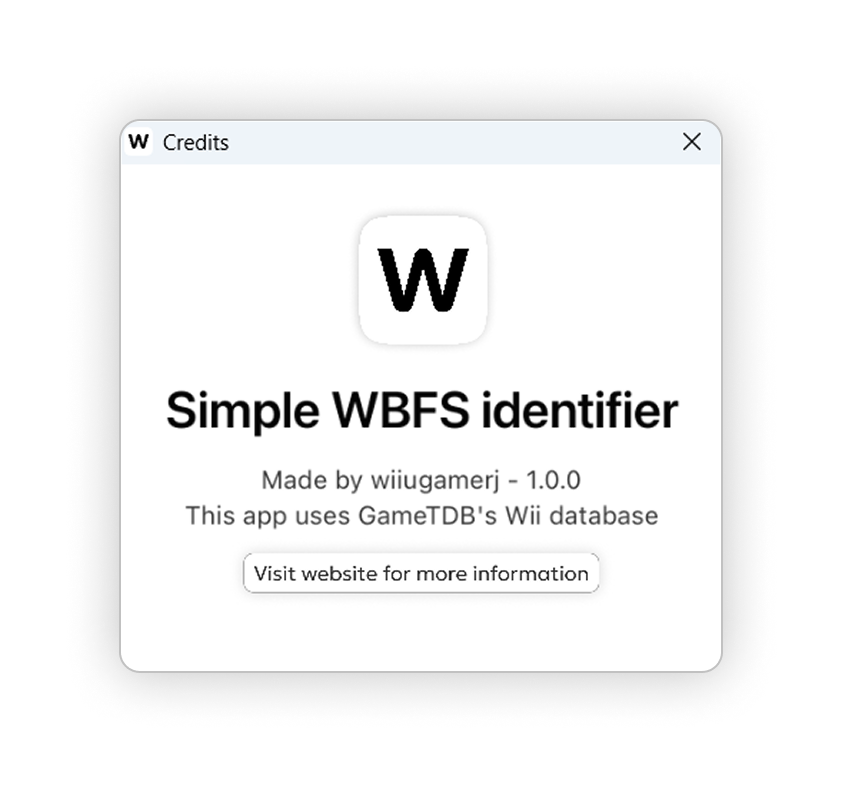 W Credits
W
Simple WBFS identifier
Made by wiiugamerj - 1.0.0
This app uses GameTDB's Wii database
Visit website for more information